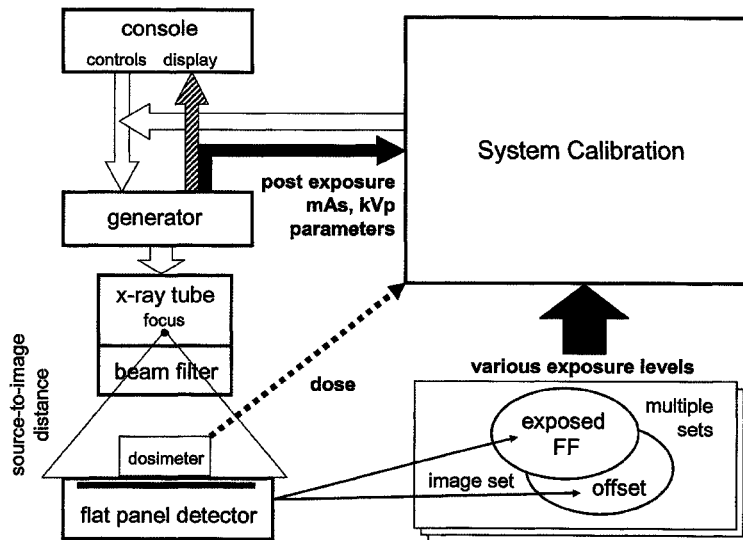 console
controls display
System Calibration
post exposure
mAs, kVp
parameters
generator
x-ray tube
focus
beam filter
source-to-image
distance
dose
various exposure levels
dosimeter
exposed
FF
multiple
sets
image set
offset
flat panel detector